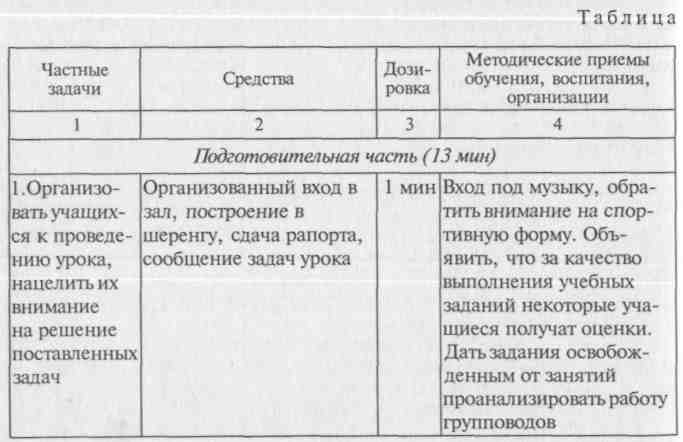 Таблица
Частные
задачи
Средства
Дози-
ровка
Методические приемы
обучения, воспитания,
организации
1
2
3
4
Подготовительная часть (13 мин)
1.Организо-
вать учащих-
ся к проведе-
нию урока,
нацелить их
внимание
на решение
поставленных
задач
Организованный вход в
зал, построение в
шеренгу, сдача рапорта,
сообщение задач урока
1 мин
Вход под музыку, обра-
тить внимание на спор-
тивную форму. Объ-
явить, что за качество
выполнения учебных
заданий некоторые уча-
щиеся получат оценки.
Дать задания освобож-
денным от занятий
проанализировать работу
групповодов